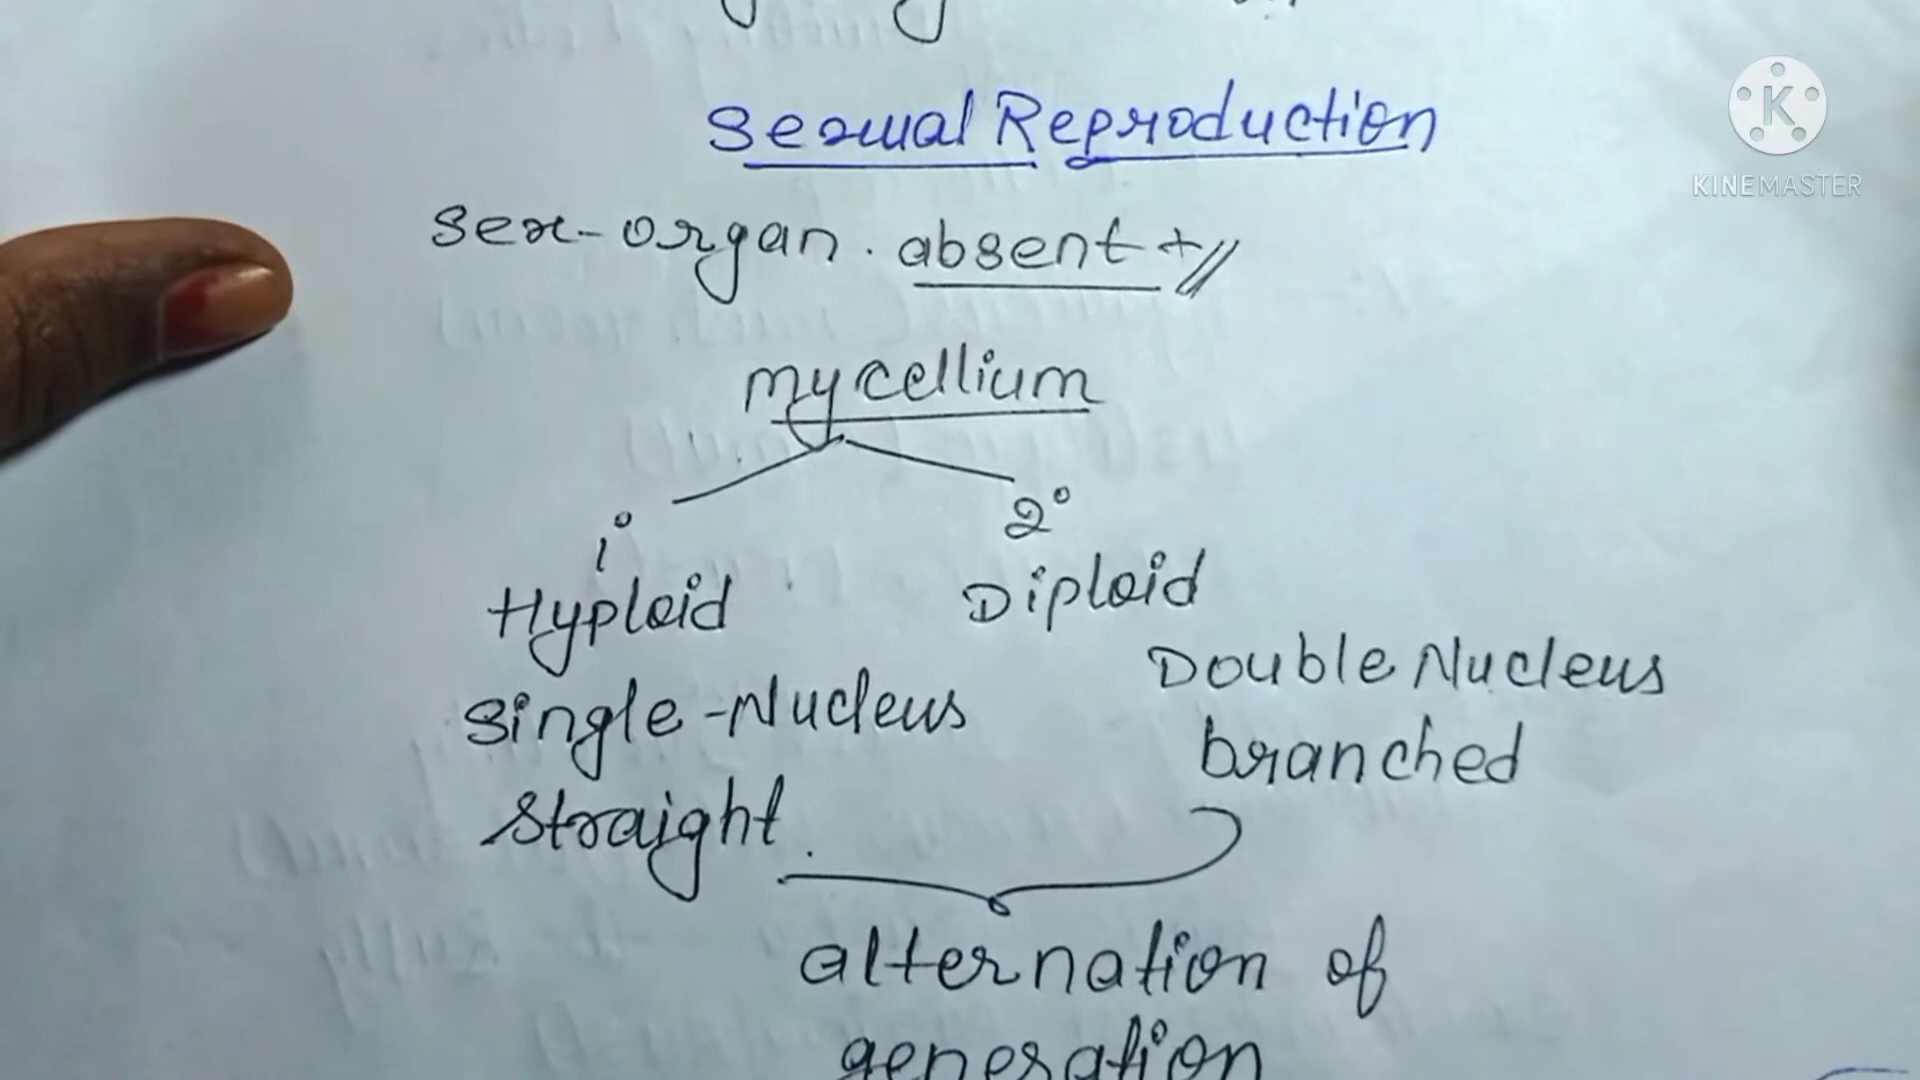 Sexual Reproduction
K
KINEMASTER
Sex-organ. absent
mycellium
1° 2°
Hyploid Diploid
Single-Nucleus Double Nucleus
Straight. branched
alternation of
generation